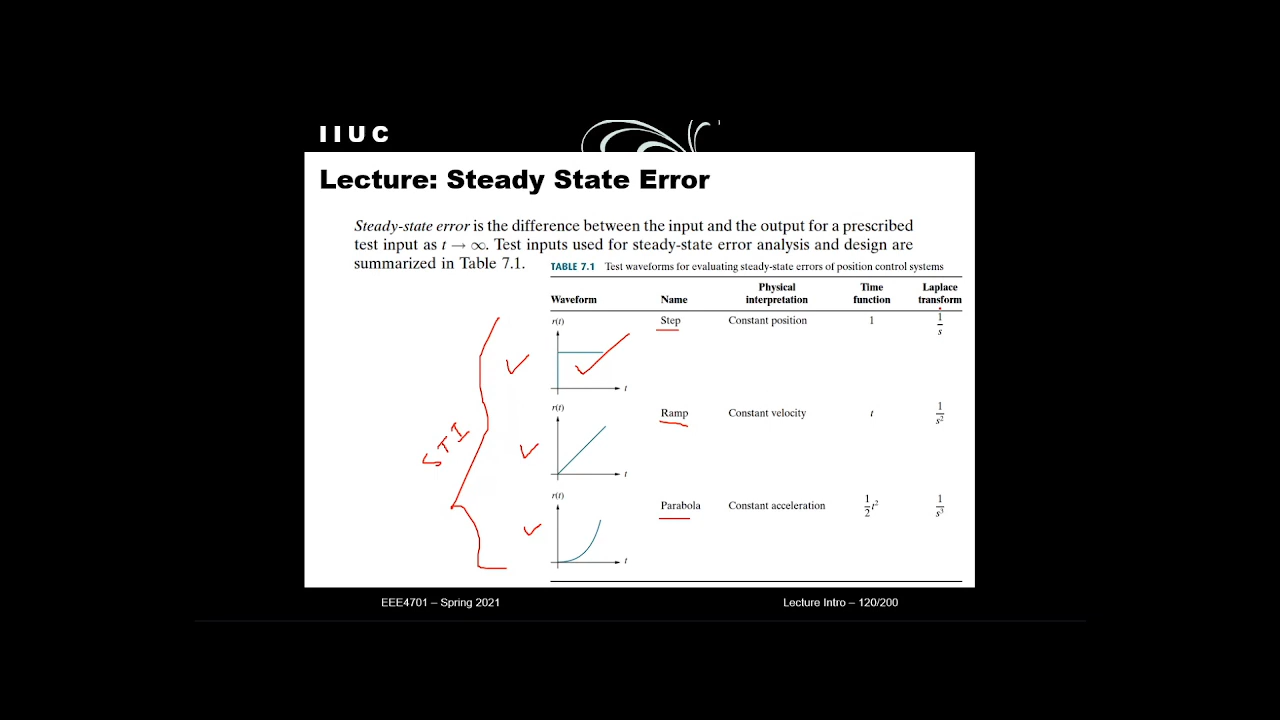 IIUC
Lecture: Steady State Error
Steady-state error is the difference between the input and the output for a prescribed
test input as t → ∞. Test inputs used for steady-state error analysis and design are
summarized in Table 7.1.
TABLE 7.1 Test waveforms for evaluating steady-state errors of position control systems
Waveform Name Physical interpretation Time function Laplace transform
r(t) Step Constant position 1 1/s
t
r(t) Ramp Constant velocity t 1/s²
t
r(t) Parabola Constant acceleration 1/2 t² 1/s³
t
STI
EEE4701 – Spring 2021
Lecture Intro – 120/200